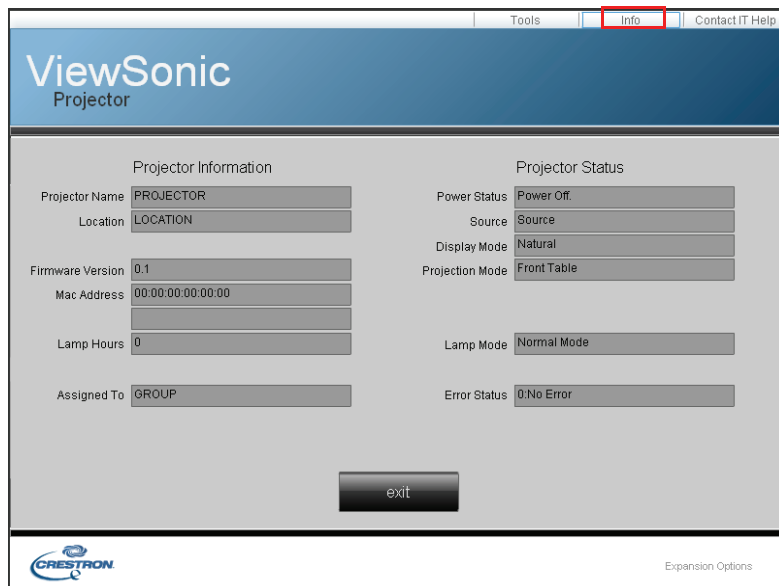 Tools
Info
Contact IT Help
ViewSonic
Projector
Projector Information
Projector Name PROJECTOR
Location LOCATION
Firmware Version 0.1
Mac Address 00:00:00:00:00:00
Lamp Hours 0
Assigned To GROUP
Projector Status
Power Status Power Off.
Source Source
Display Mode Natural
Projection Mode Front Table
Lamp Mode Normal Mode
Error Status 0:No Error
exit
CRESTRON.
Expansion Options